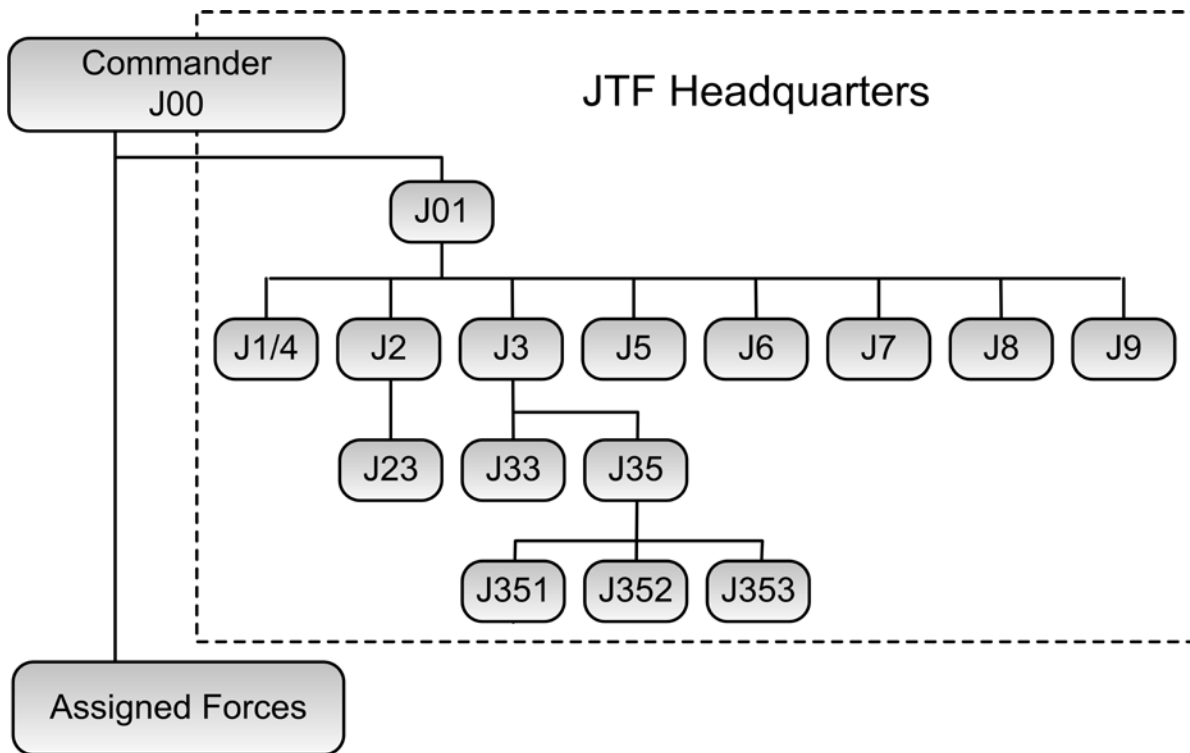 Commander
J00
JTF Headquarters
J01
J1/4
J2
J3
J5
J6
J7
J8
J9
J23
J33
J35
J351
J352
J353
Assigned Forces